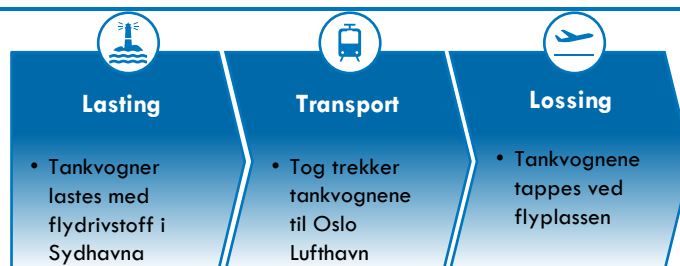 Lasting
• Tankvogner
lastes med
flydrivstoff i
Sydhavna
Transport
• Tog trekker
tankvognene
til Oslo
Lufthavn
Lossing
• Tankvognene
tappes ved
flyplassen